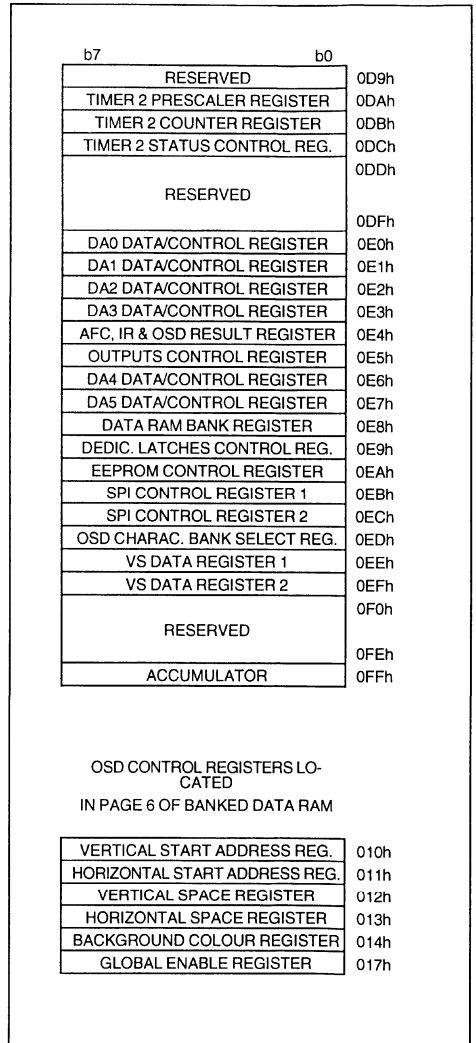 b7 b0
RESERVED 0D9h
TIMER 2 PRESCALER REGISTER 0DAh
TIMER 2 COUNTER REGISTER 0DBh
TIMER 2 STATUS CONTROL REG. 0DCh
0DDh
RESERVED
0DFh
DA0 DATA/CONTROL REGISTER 0E0h
DA1 DATA/CONTROL REGISTER 0E1h
DA2 DATA/CONTROL REGISTER 0E2h
DA3 DATA/CONTROL REGISTER 0E3h
AFC, IR & OSD RESULT REGISTER 0E4h
OUTPUTS CONTROL REGISTER 0E5h
DA4 DATA/CONTROL REGISTER 0E6h
DA5 DATA/CONTROL REGISTER 0E7h
DATA RAM BANK REGISTER 0E8h
DEDIC. LATCHES CONTROL REG. 0E9h
EEPROM CONTROL REGISTER 0EAh
SPI CONTROL REGISTER 1 0EBh
SPI CONTROL REGISTER 2 0ECh
OSD CHARAC. BANK SELECT REG. 0EDh
VS DATA REGISTER 1 0EEh
VS DATA REGISTER 2 0EFh
0F0h
RESERVED
0FEh
ACCUMULATOR 0FFh
OSD CONTROL REGISTERS LO-
CATED
IN PAGE 6 OF BANKED DATA RAM
VERTICAL START ADDRESS REG. 010h
HORIZONTAL START ADDRESS REG. 011h
VERTICAL SPACE REGISTER 012h
HORIZONTAL SPACE REGISTER 013h
BACKGROUND COLOUR REGISTER 014h
GLOBAL ENABLE REGISTER 017h